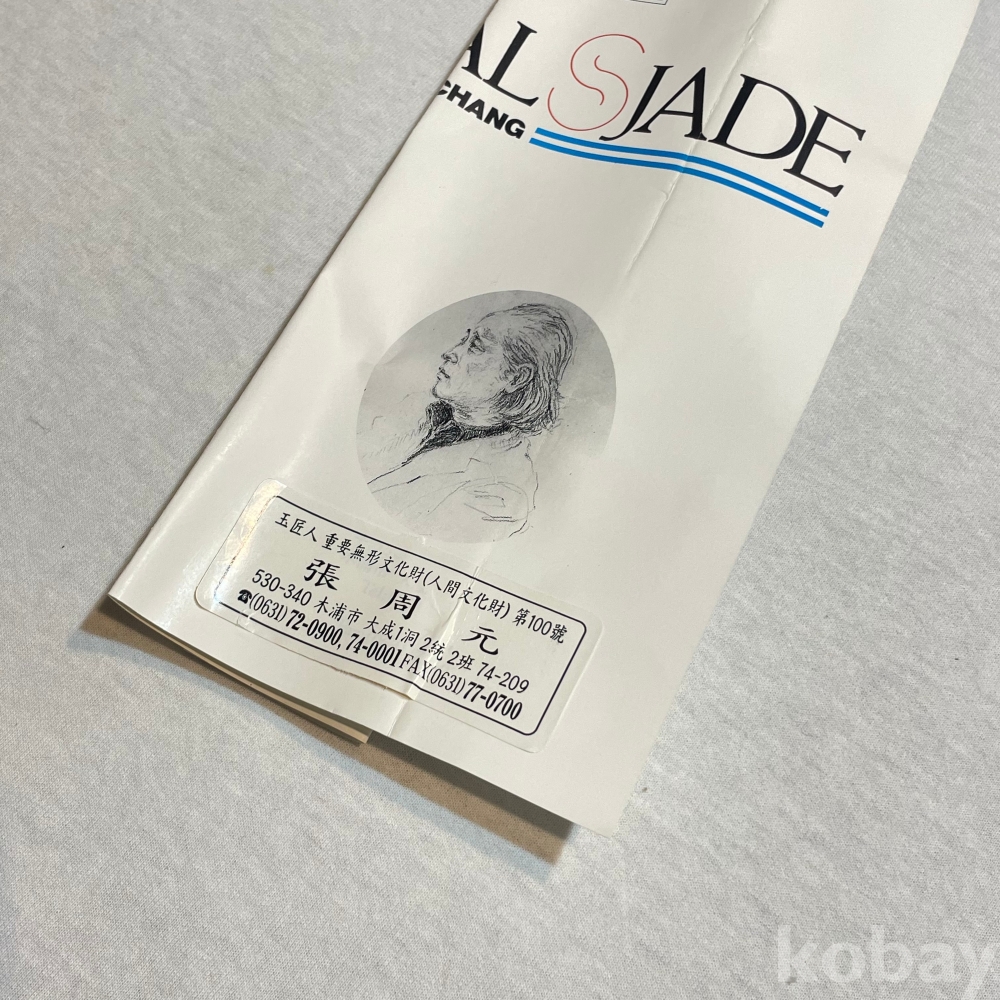 AL S JADE
CHANG
玉匠人 重要無形文化財(人間文化財) 第100號
張 周 元
530-340 木浦市 大成1洞 2統 2班 74-209
☎(0631)72-0900, 74-0001 FAX(0631)77-0700
kobay